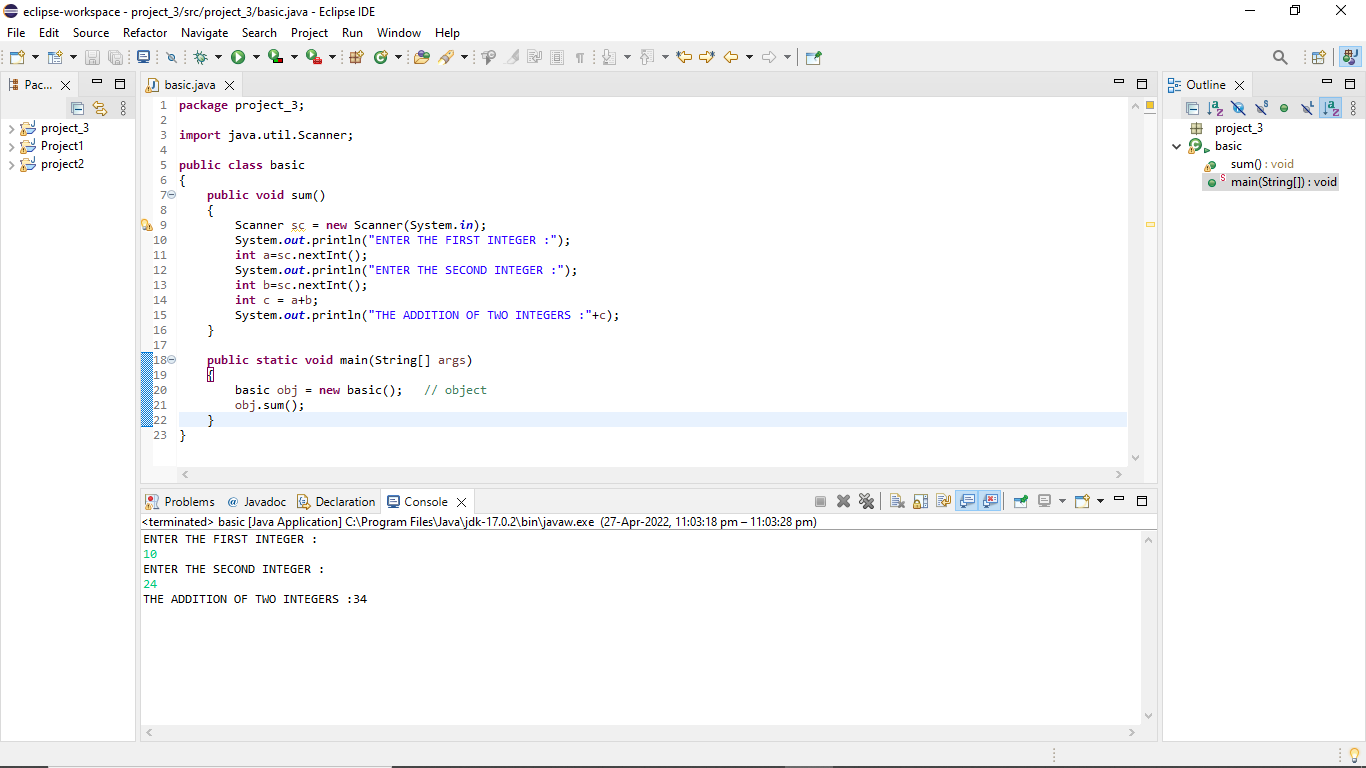 eclipse-workspace - project_3/src/project_3/basic.java - Eclipse IDE
File Edit Source Refactor Navigate Search Project Run Window Help
Pac...
project_3
Project1
project2
basic.java
1 package project_3;
2
3 import java.util.Scanner;
4
5 public class basic
6 {
7 public void sum()
8 {
9 Scanner sc = new Scanner(System.in);
10 System.out.println("ENTER THE FIRST INTEGER :");
11 int a=sc.nextInt();
12 System.out.println("ENTER THE SECOND INTEGER :");
13 int b=sc.nextInt();
14 int c = a+b;
15 System.out.println("THE ADDITION OF TWO INTEGERS :"+c);
16 }
17
18 public static void main(String[] args)
19 {
20 basic obj = new basic();   // object
21 obj.sum();
22 }
23 }
Outline
project_3
basic
sum() : void
main(String[]) : void
Problems @ Javadoc Declaration Console
<terminated> basic [Java Application] C:\Program Files\Java\jdk-17.0.2\bin\javaw.exe (27-Apr-2022, 11:03:18 pm – 11:03:28 pm)
ENTER THE FIRST INTEGER :
10
ENTER THE SECOND INTEGER :
24
THE ADDITION OF TWO INTEGERS :34